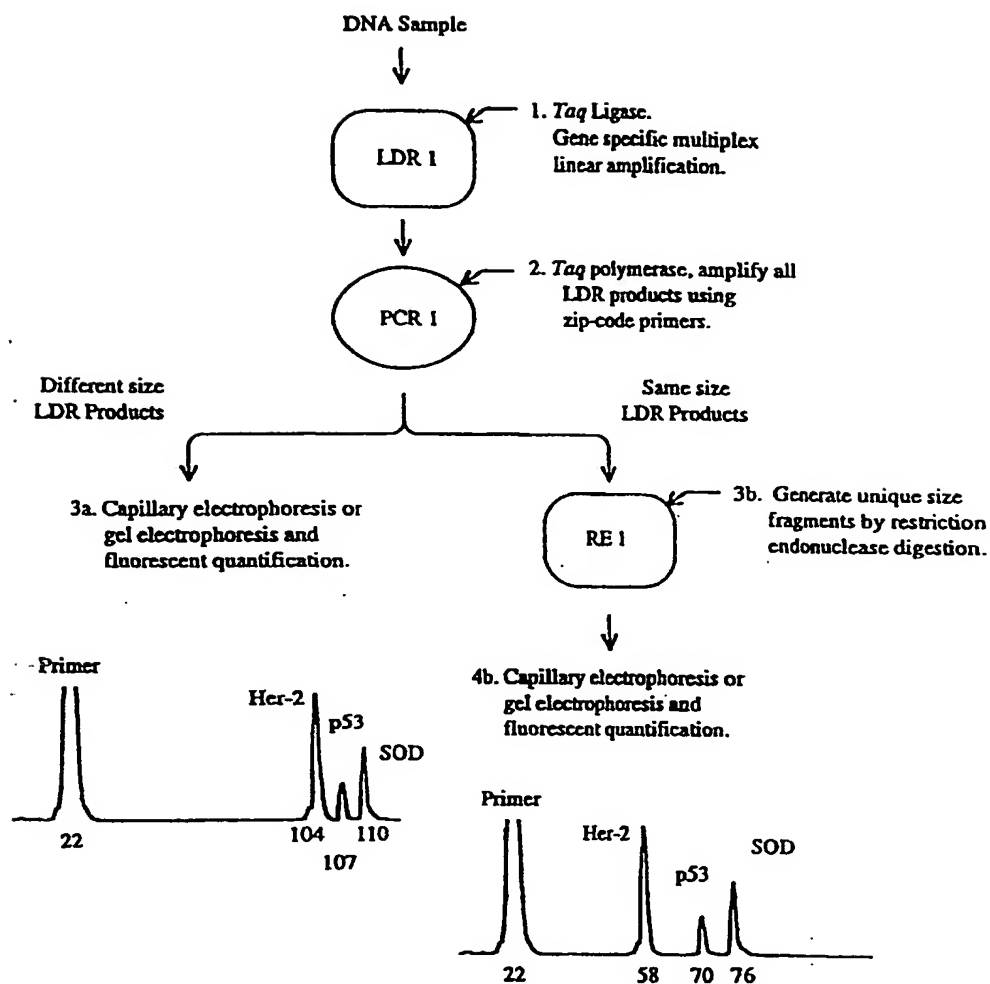 DNA Sample
LDR 1
1. Taq Ligase.
Gene specific multiplex
linear amplification.
PCR 1
2. Taq polymerase, amplify all
LDR products using
zip-code primers.
Different size
LDR Products
Same size
LDR Products
3a. Capillary electrophoresis or
gel electrophoresis and
fluorescent quantification.
RE 1
3b. Generate unique size
fragments by restriction
endonuclease digestion.
Primer
Her-2
p53
SOD
22
104
107
110
4b. Capillary electrophoresis or
gel electrophoresis and
fluorescent quantification.
Primer
Her-2
p53
SOD
22
58
70
76